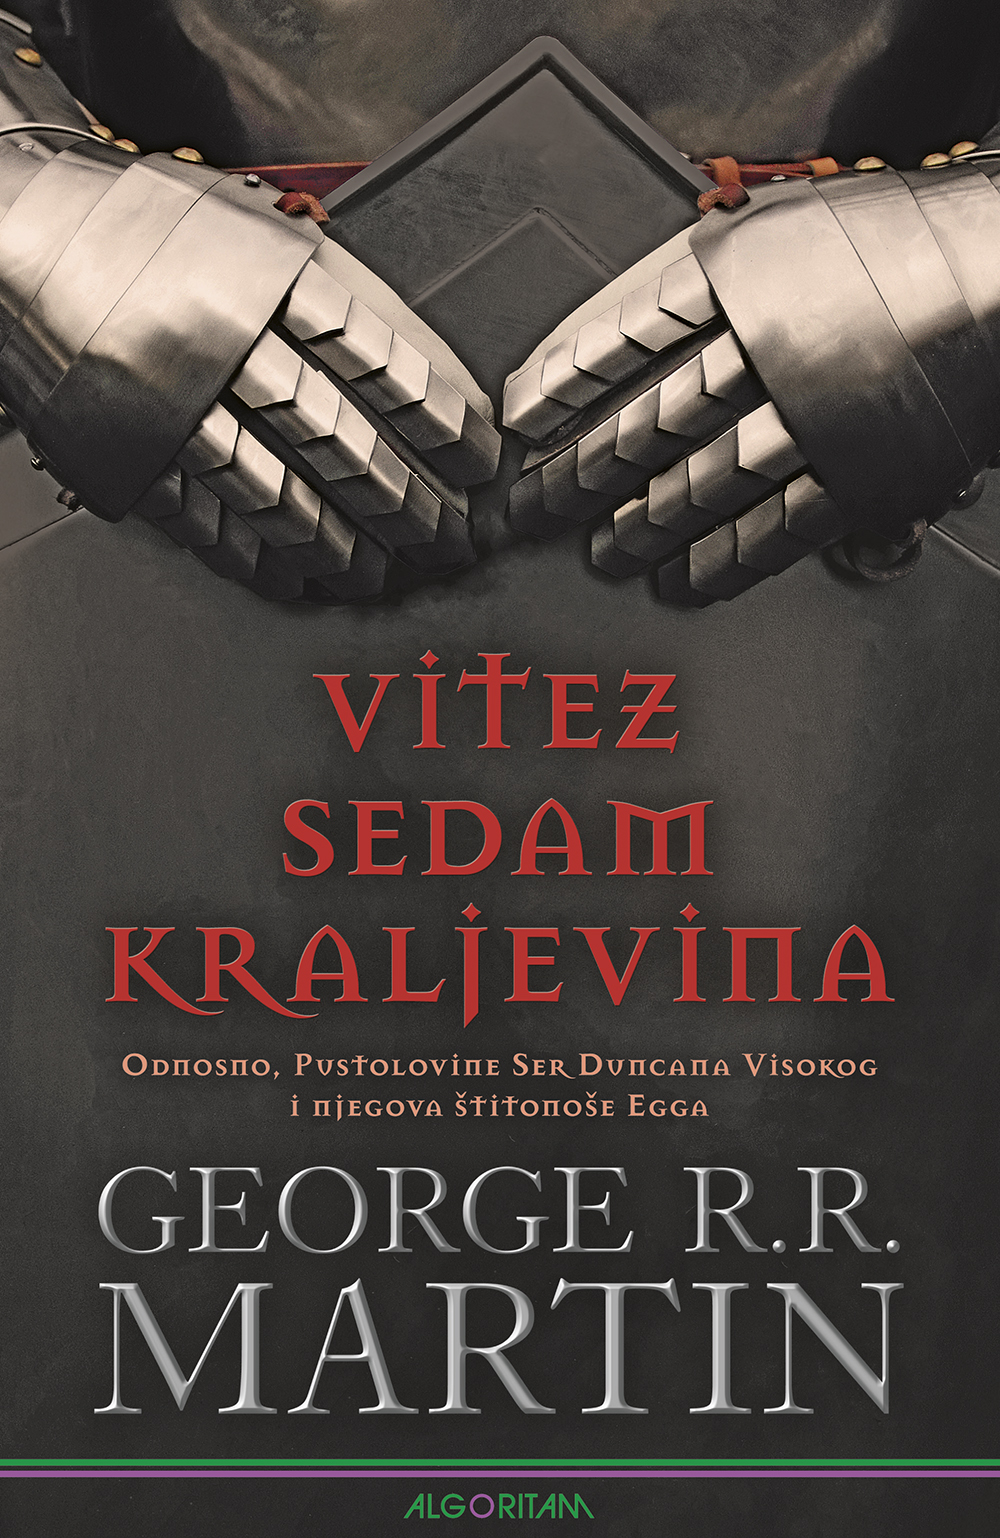 VITEZ
SEDAM
KRALJEVINA
Odnosno, Pustolovine Ser Duncana Visokog
i njegova štitonoše Egga
GEORGE R.R.
MARTIN
ALGORITAM